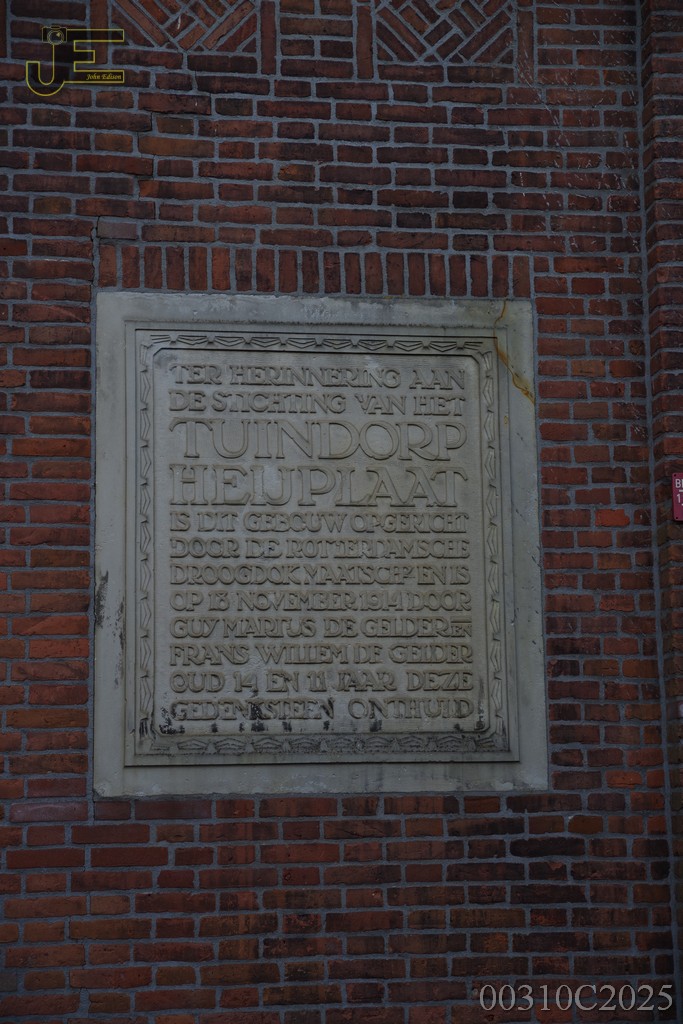 JE
John Edison
TER HERINNERING AAN
DE STICHTING VAN HET
TUINDORP
HEIJPLAAT
IS DIT GEBOUW OPGERICHT
DOOR DE ROTTERDAMSCHE
DROOGDOK MAATSCHY EN IS
OP 13 NOVEMBER 1914 DOOR
GUY MARIUS DE GELDER EN
FRANS WILLEM DE GELDER
OUD 14 EN 11 JAAR DEZE
GEDENKSTEEN ONTHULD
00310C2025